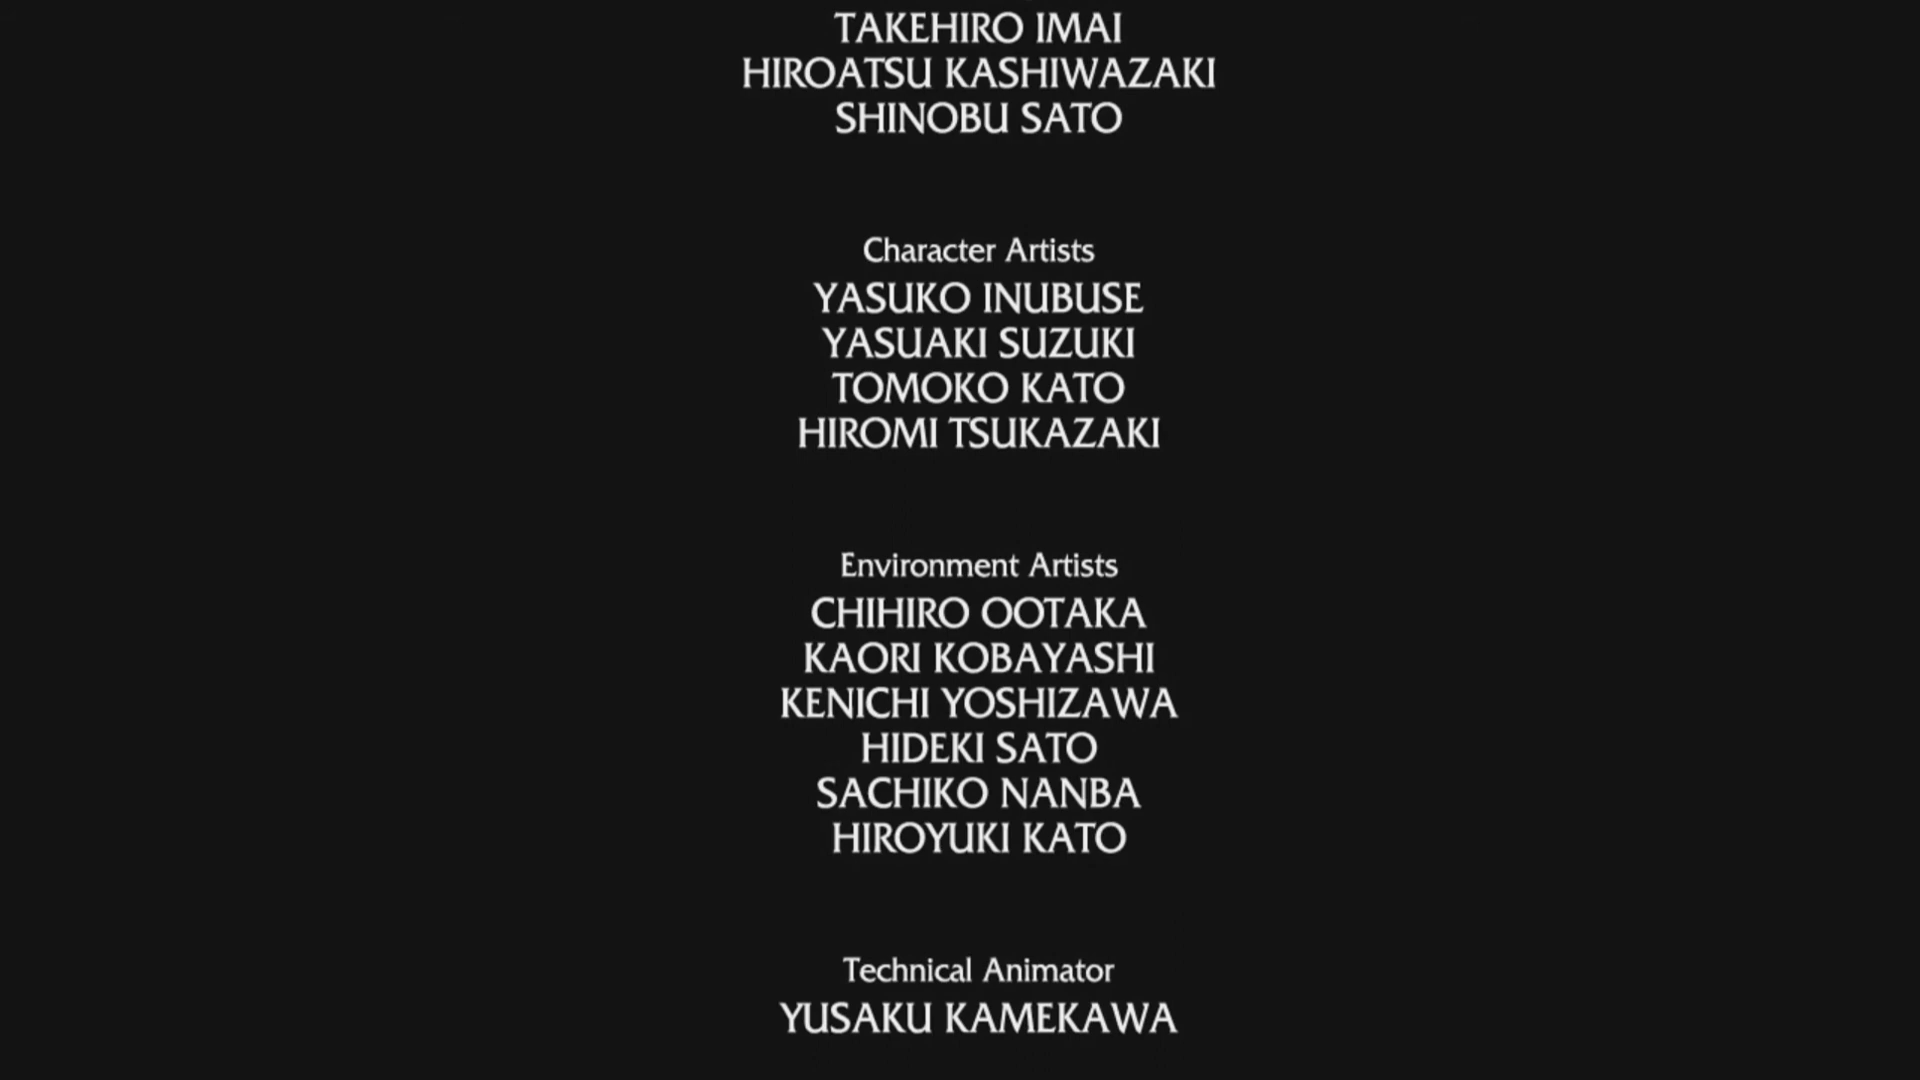 TAKEHIRO IMAI
HIROATSU KASHIWAZAKI
SHINOBU SATO
Character Artists
YASUKO INUBUSE
YASUAKI SUZUKI
TOMOKO KATO
HIROMI TSUKAZAKI
Environment Artists
CHIHIRO OOTAKA
KAORI KOBAYASHI
KENICHI YOSHIZAWA
HIDEKI SATO
SACHIKO NANBA
HIROYUKI KATO
Technical Animator
YUSAKU KAMEKAWA